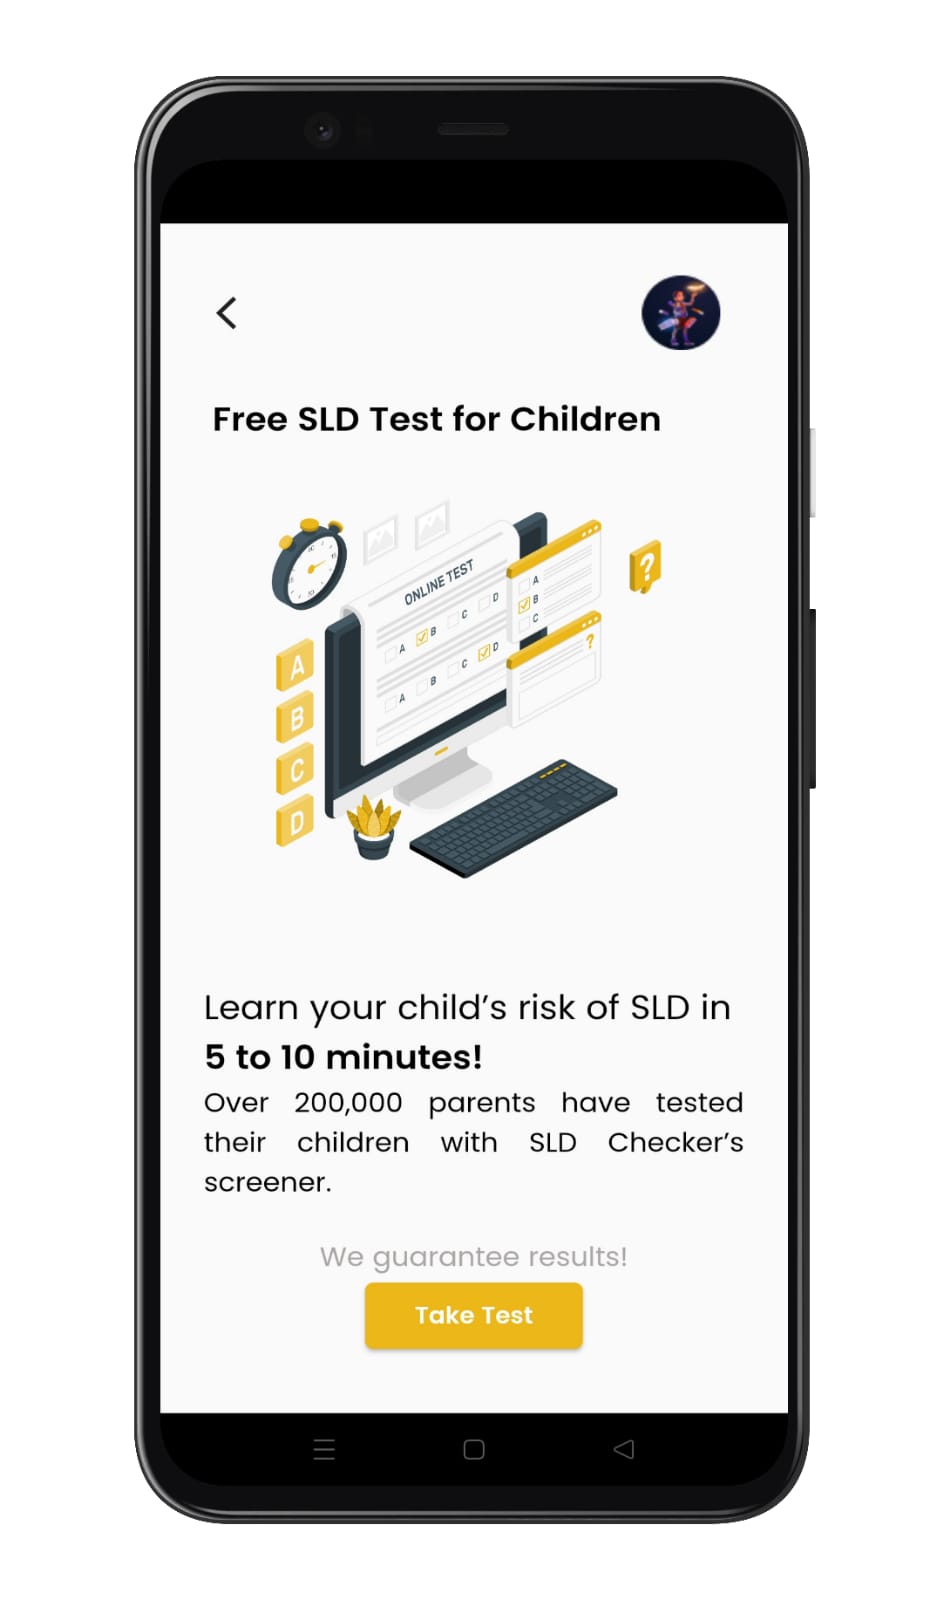 Free SLD Test for Children
ONLINE TEST
A B C D
A B C D
A
B
C
?
?
A
B
C
D
Learn your child’s risk of SLD in
5 to 10 minutes!
Over 200,000 parents have tested
their children with SLD Checker’s
screener.
We guarantee results!
Take Test